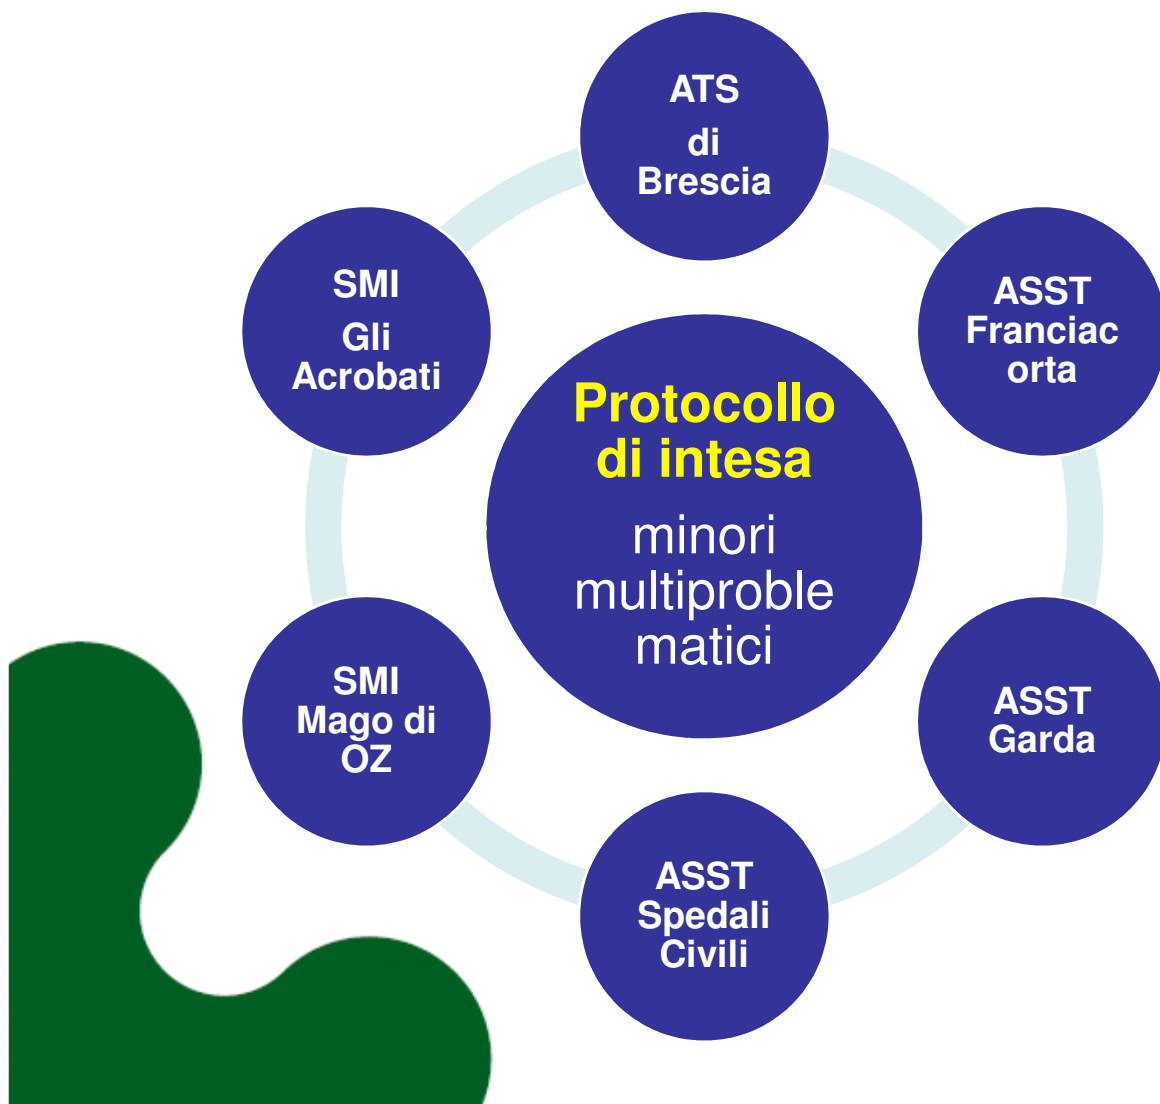 ATS
di
Brescia
SMI
Gli
Acrobati
ASST
Franciac
orta
Protocollo
di intesa
minori
multiproble
matici
SMI
Mago di
OZ
ASST
Garda
ASST
Spedali
Civili